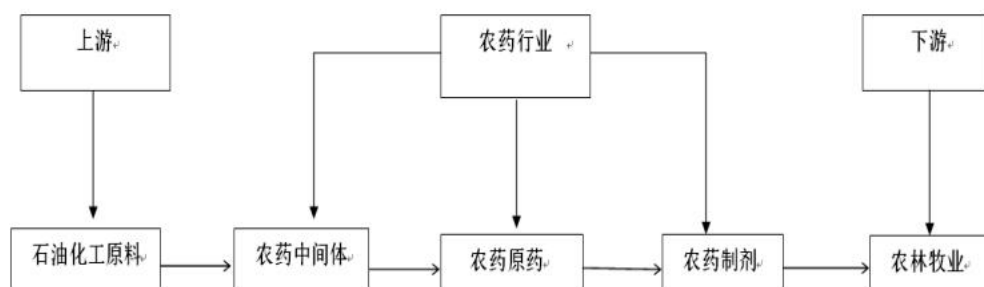 上游
农药行业
下游
石油化工原料
农药中间体
农药原药
农药制剂
农林牧业